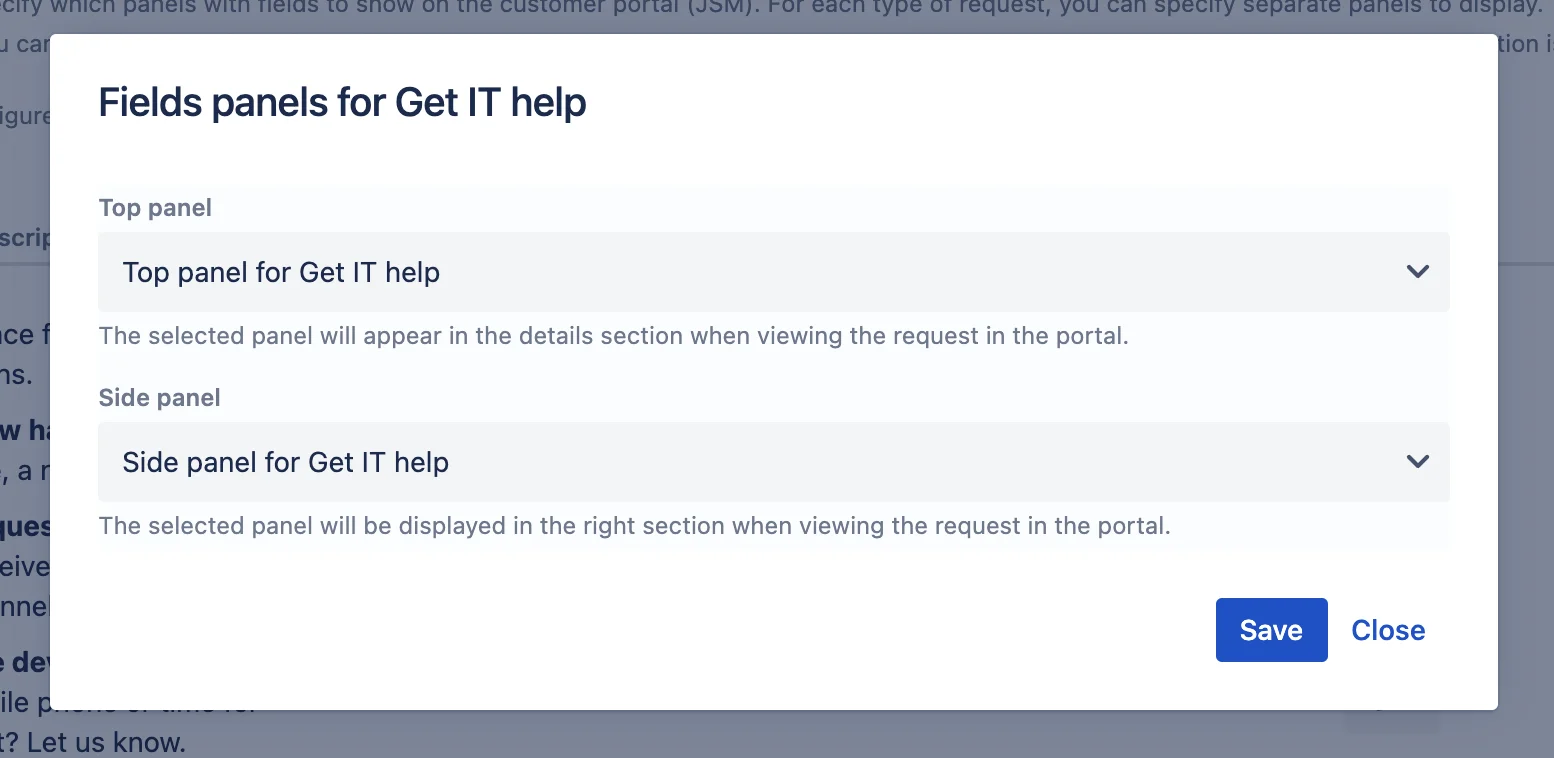 which panels with fields to show on the customer portal (JSM). For each type of request, you can specify separate panels to display.
Fields panels for Get IT help
Top panel
Top panel for Get IT help
The selected panel will appear in the details section when viewing the request in the portal.
Side panel
Side panel for Get IT help
The selected panel will be displayed in the right section when viewing the request in the portal.
Save
Close
t? Let us know.